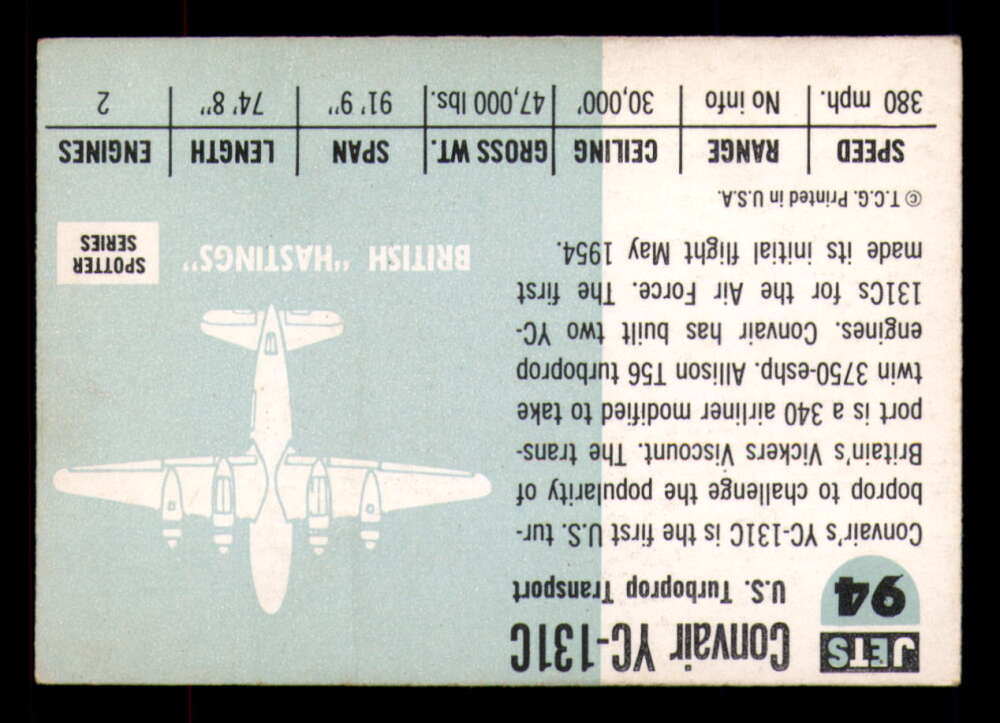 JETS
94
Convair YC-131C
U.S. Turboprop Transport
Convair's YC-131C is the first U.S. tur-
boprop to challenge the popularity of
Britain's Vickers Viscount. The trans-
port is a 340 airliner modified to take
twin 3750-eshp. Allison T56 turboprop
engines. Convair has built two YC-
131Cs for the Air Force. The first
made its initial flight May 1954.
© T.C.G. Printed in U.S.A.
BRITISH "HASTINGS"
SPOTTER
SERIES
SPEED RANGE CEILING GROSS WT. SPAN LENGTH ENGINES
380 mph. No info 30,000' 47,000 lbs. 91' 9" 74' 8" 2